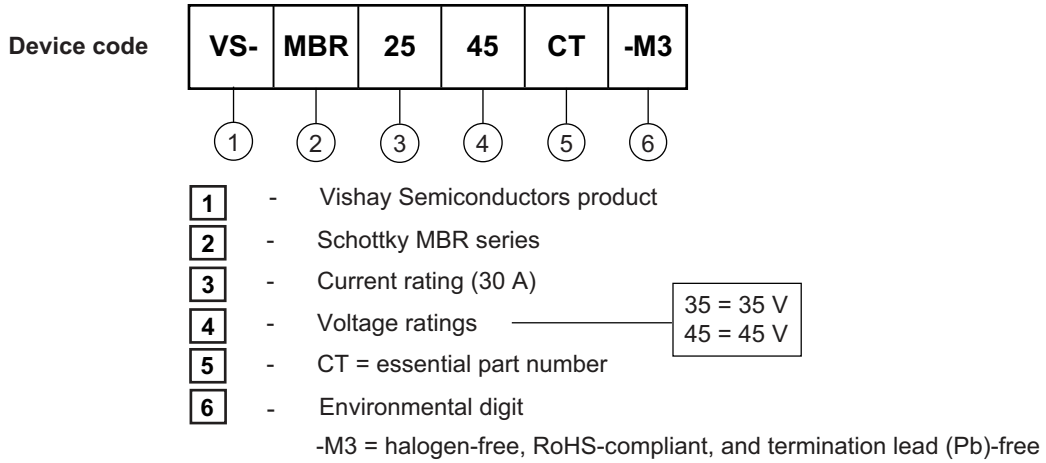 Device code VS- MBR 25 45 CT -M3
1 2 3 4 5 6
1 - Vishay Semiconductors product
2 - Schottky MBR series
3 - Current rating (30 A)
4 - Voltage ratings
35 = 35 V
45 = 45 V
5 - CT = essential part number
6 - Environmental digit
-M3 = halogen-free, RoHS-compliant, and termination lead (Pb)-free